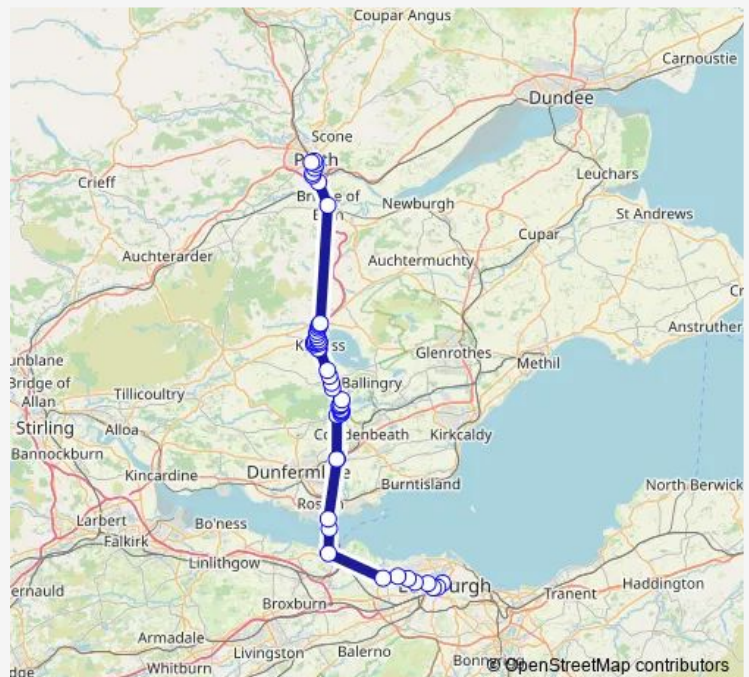 Coupar Angus
Carnoustie
Dundee
Scone
Perth
Crieff
Leuchars
Newburgh
St Andrews
Cupar
Auchterarder
Auchtermuchty
Anstruther
Glenrothes
Methil
Ballingry
Tillicoultry
Bridge of
Allan
Alloa
Stirling
Kirkcaldy
Bannockburn
Kincardine
Burntisland
North Berwick
Larbert
Bo'ness
Falkirk
Linlithgow
Haddington
Tranent
Broxburn
Armadale
Livingston
Balerno
Whitburn
© OpenStreetMap contributors